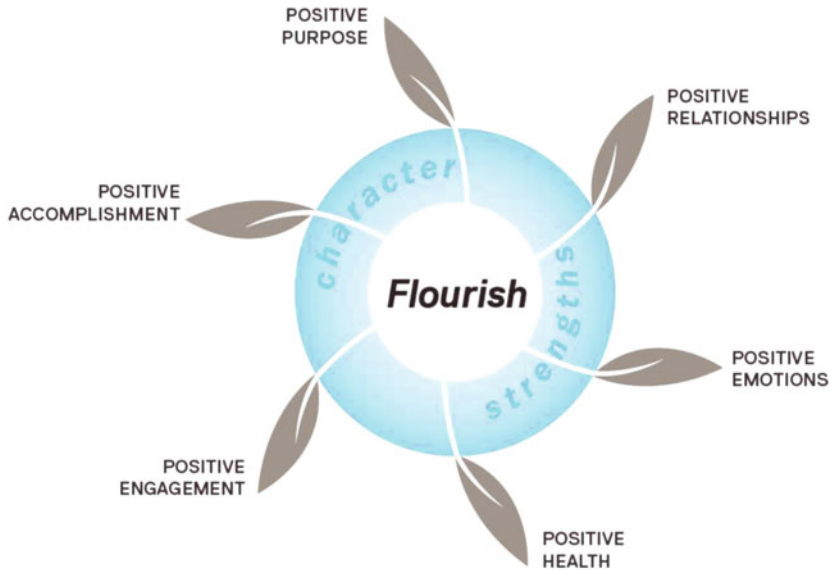 POSITIVE
PURPOSE
POSITIVE
RELATIONSHIPS
POSITIVE
ACCOMPLISHMENT
character
Flourish
strengths
POSITIVE
EMOTIONS
POSITIVE
ENGAGEMENT
POSITIVE
HEALTH